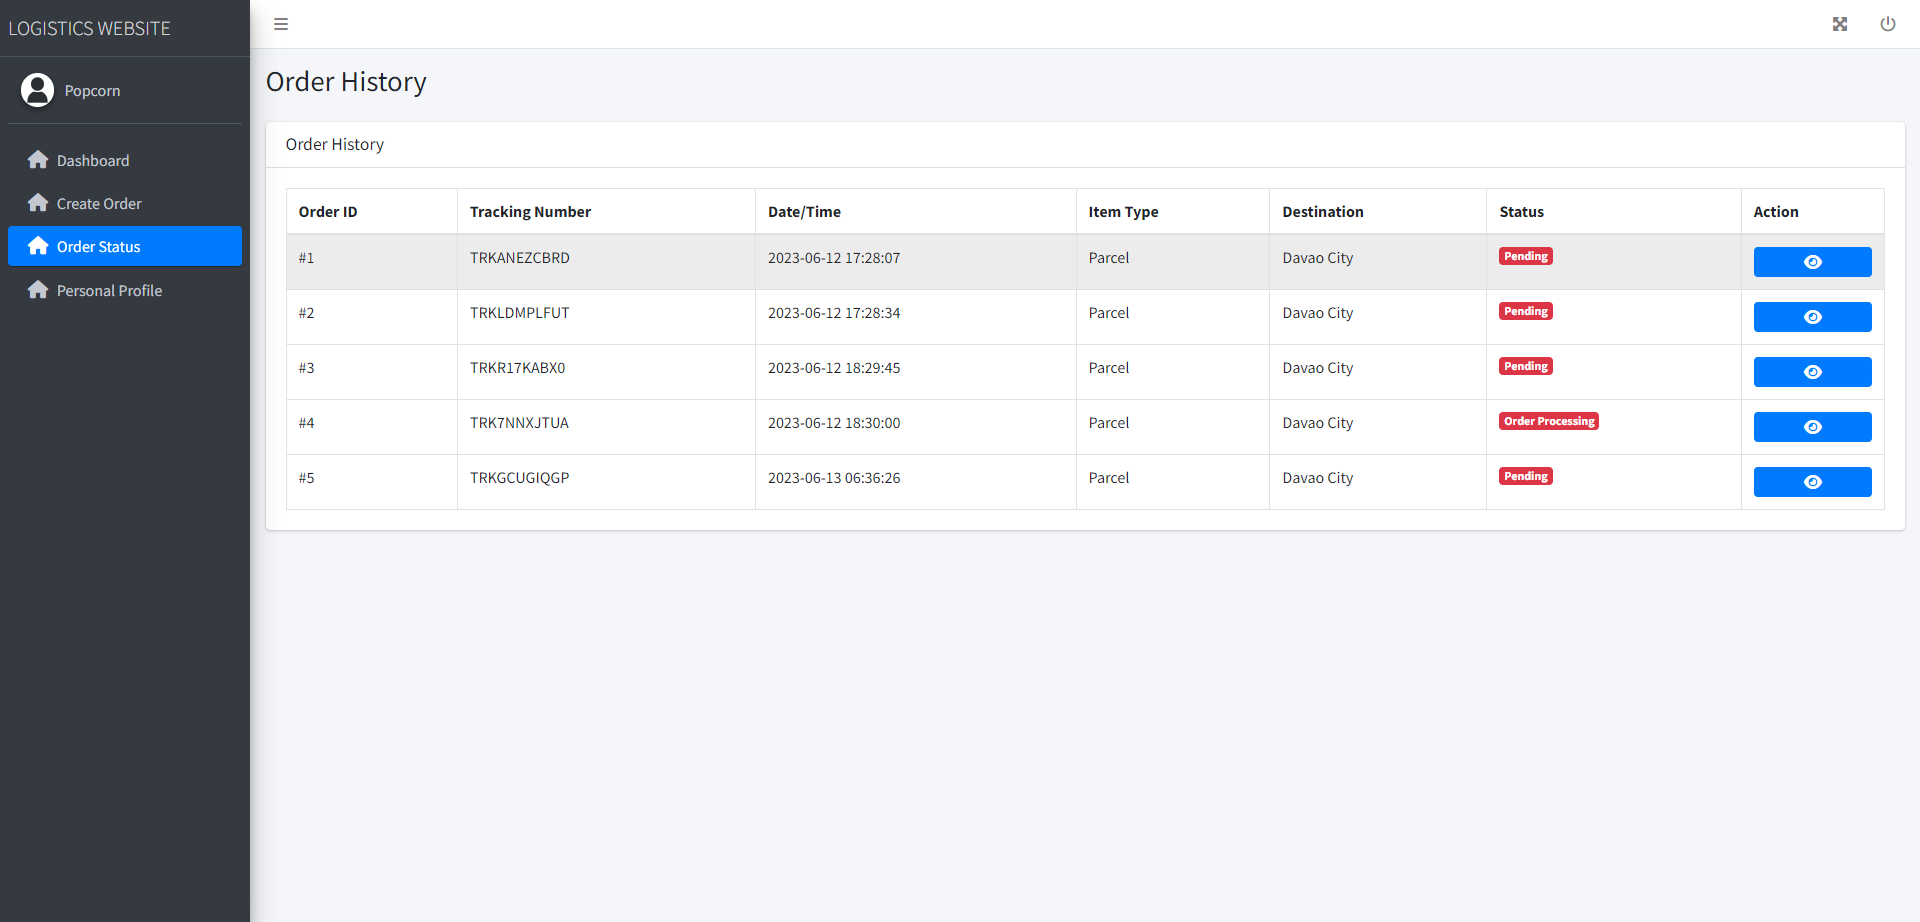 LOGISTICS WEBSITE
Popcorn
Dashboard
Create Order
Order Status
Personal Profile
Order History
Order History
Order ID Tracking Number Date/Time Item Type Destination Status Action
#1 TRKANEZCBRD 2023-06-12 17:28:07 Parcel Davao City Pending
#2 TRKLDMPLFUT 2023-06-12 17:28:34 Parcel Davao City Pending
#3 TRKR17KABX0 2023-06-12 18:29:45 Parcel Davao City Pending
#4 TRK7NNXJTUA 2023-06-12 18:30:00 Parcel Davao City Order Processing
#5 TRKGCUGIQGP 2023-06-13 06:36:26 Parcel Davao City Pending